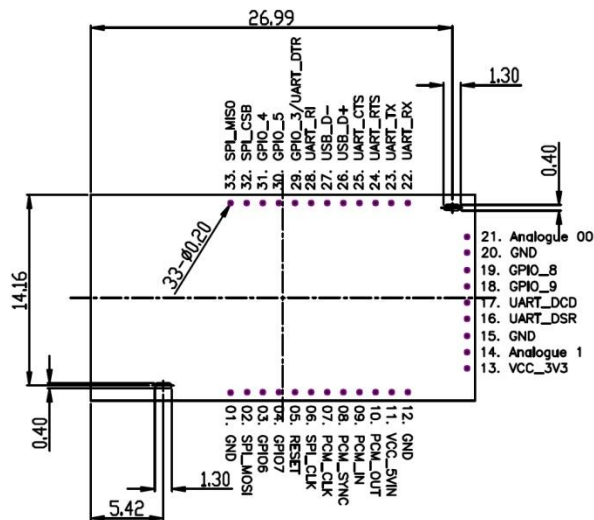 26.99
1.30
0.40
33. SPI_MISO
32. SPI_CSB
31. GPIO_4
30. GPIO_5
29. GPIO_3/UART_DTR
28. UART_RI
27. USB_D-
26. USB_D+
25. UART_CTS
24. UART_RTS
23. UART_TX
22. UART_RX
33-ø0.20
14.16
21. Analogue 00
20. GND
19. GPIO_8
18. GPIO_9
17. UART_DCD
16. UART_DSR
15. GND
14. Analogue 1
13. VCC_3V3
01. GND
02. SPI_MOSI
03. GPIO6
04. GPIO7
05. RESET
06. SPI_CLK
07. PCM_CLK
08. PCM_SYNC
09. PCM_IN
10. PCM_OUT
11. VCC_5VIN
12. GND
0.40
1.30
5.42